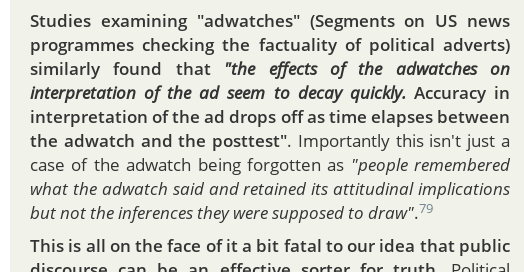 Studies examining "adwatches" (Segments on US news
programmes checking the factuality of political adverts)
similarly found that "the effects of the adwatches on
interpretation of the ad seem to decay quickly. Accuracy in
interpretation of the ad drops off as time elapses between
the adwatch and the posttest". Importantly this isn't just a
case of the adwatch being forgotten as "people remembered
what the adwatch said and retained its attitudinal implications
but not the inferences they were supposed to draw".79
This is all on the face of it a bit fatal to our idea that public
discourse can be an effective sorter for truth. Political